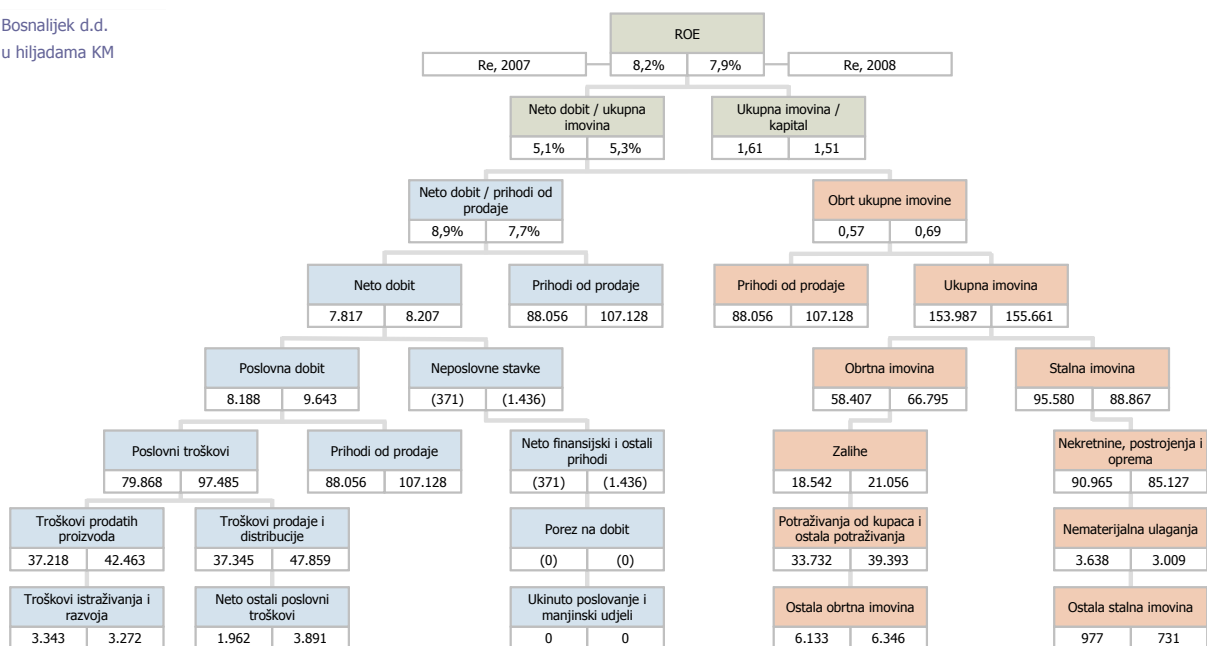 Bosnalijek d.d.
u hiljadama KM
ROE
Re, 2007
8,2% 7,9%
Re, 2008
Neto dobit / ukupna
imovina
5,1% 5,3%
Ukupna imovina /
kapital
1,61 1,51
Neto dobit / prihodi od
prodaje
8,9% 7,7%
Obrt ukupne imovine
0,57 0,69
Neto dobit
7.817 8.207
Prihodi od prodaje
88.056 107.128
Prihodi od prodaje
88.056 107.128
Ukupna imovina
153.987 155.661
Poslovna dobit
8.188 9.643
Neposlovne stavke
(371) (1.436)
Obrtna imovina
58.407 66.795
Stalna imovina
95.580 88.867
Poslovni troškovi
79.868 97.485
Prihodi od prodaje
88.056 107.128
Neto finansijski i ostali
prihodi
(371) (1.436)
Zalihe
18.542 21.056
Nekretnine, postrojenja i
oprema
90.965 85.127
Troškovi prodatih
proizvoda
37.218 42.463
Troškovi prodaje i
distribucije
37.345 47.859
Porez na dobit
(0) (0)
Potraživanja od kupaca i
ostala potraživanja
33.732 39.393
Nematerijalna ulaganja
3.638 3.009
Troškovi istraživanja i
razvoja
3.343 3.272
Neto ostali poslovni
troškovi
1.962 3.891
Ukinuto poslovanje i
manjinski udjeli
0 0
Ostala obrtna imovina
6.133 6.346
Ostala stalna imovina
977 731